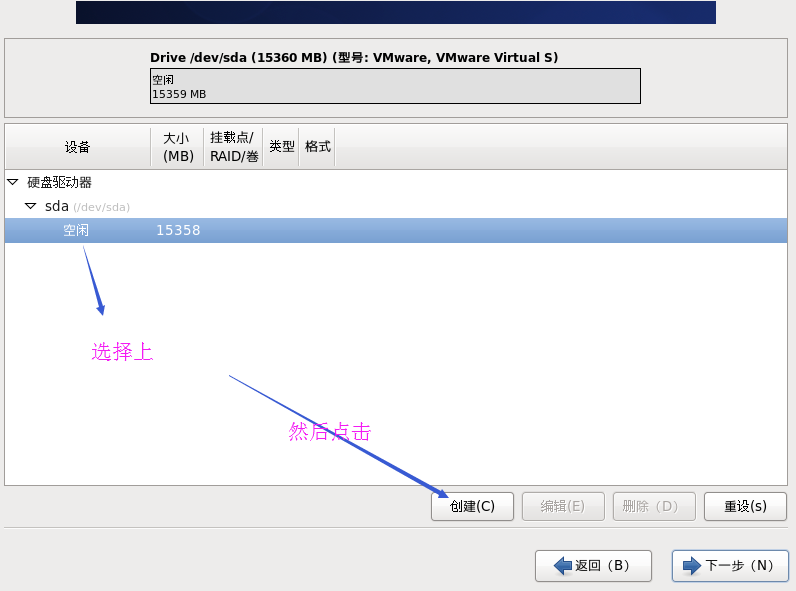 Drive /dev/sda (15360 MB) (型号: VMware, VMware Virtual S)
空闲
15359 MB
设备
大小
(MB)
挂载点/
RAID/卷
类型
格式
硬盘驱动器
sda (/dev/sda)
空闲 15358
选择上
然后点击
创建(C)
编辑(E)
删除（D）
重设(s)
返回（B）
下一步（N）